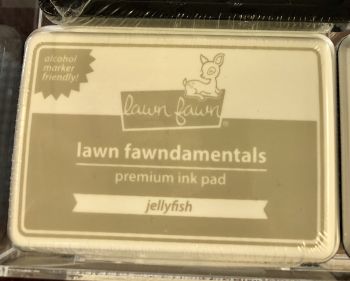 alcohol
marker
friendly!
lawn fawn®
lawn fawndamentals
premium ink pad
jellyfish